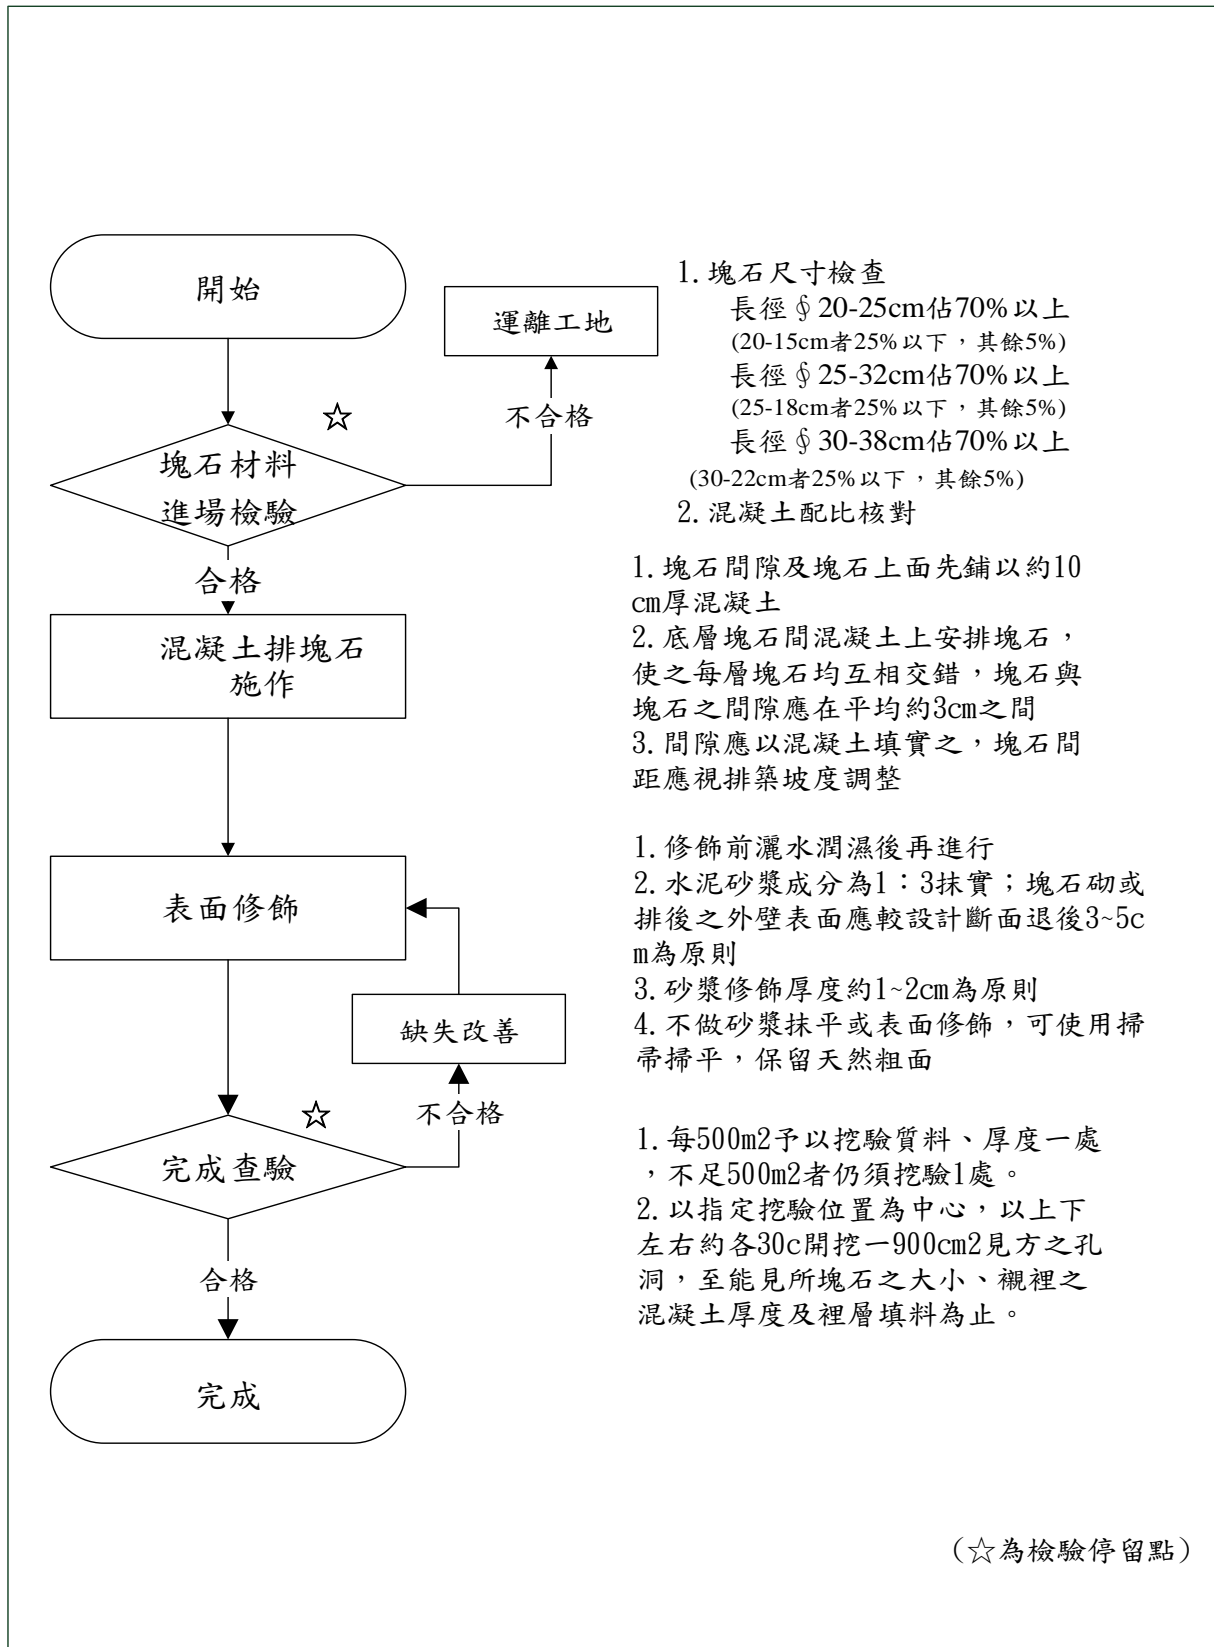 開始
運離工地
不合格
☆
塊石材料
進場檢驗
合格
混凝土排塊石
施作
表面修飾
缺失改善
不合格
☆
完成查驗
合格
完成
1.塊石尺寸檢查
長徑∮20-25cm佔70%以上
(20-15cm者25%以下，其餘5%)
長徑∮25-32cm佔70%以上
(25-18cm者25%以下，其餘5%)
長徑∮30-38cm佔70%以上
(30-22cm者25%以下，其餘5%)
2.混凝土配比核對
1.塊石間隙及塊石上面先鋪以約10
cm厚混凝土
2.底層塊石間混凝土上安排塊石，
使之每層塊石均互相交錯，塊石與
塊石之間隙應在平均約3cm之間
3.間隙應以混凝土填實之，塊石間
距應視排築坡度調整
1.修飾前灑水潤濕後再進行
2.水泥砂漿成分為1：3抹實；塊石砌或
排後之外壁表面應較設計斷面退後3~5c
m為原則
3.砂漿修飾厚度約1~2cm為原則
4.不做砂漿抹平或表面修飾，可使用掃
帚掃平，保留天然粗面
1.每500m2予以挖驗質料、厚度一處
，不足500m2者仍須挖驗1處。
2.以指定挖驗位置為中心，以上下
左右約各30c開挖一900cm2見方之孔
洞，至能見所塊石之大小、襯裡之
混凝土厚度及裡層填料為止。
(☆為檢驗停留點)